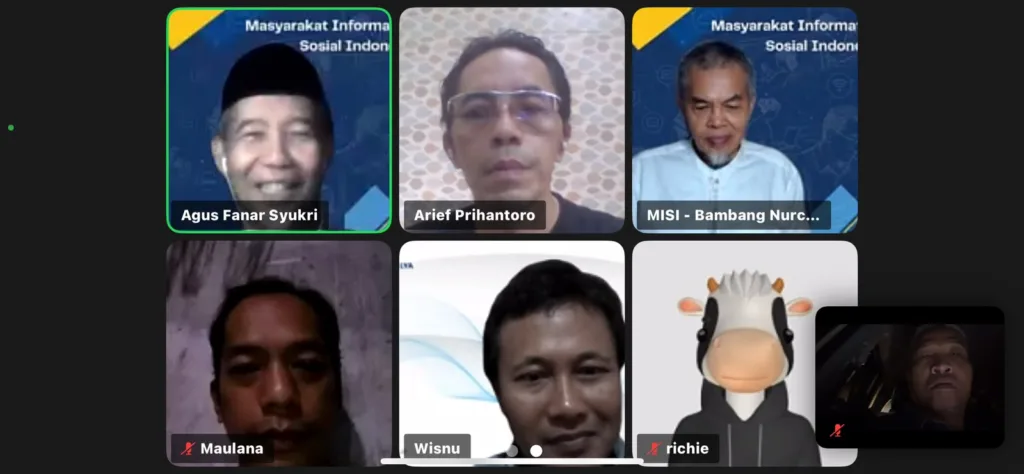 Masyarakat Informa
Sosial Indon
Masyarakat Informat
Sosial Indone
Agus Fanar Syukri
Arief Prihantoro
MISI - Bambang Nurc...
Maulana
Wisnu
richie